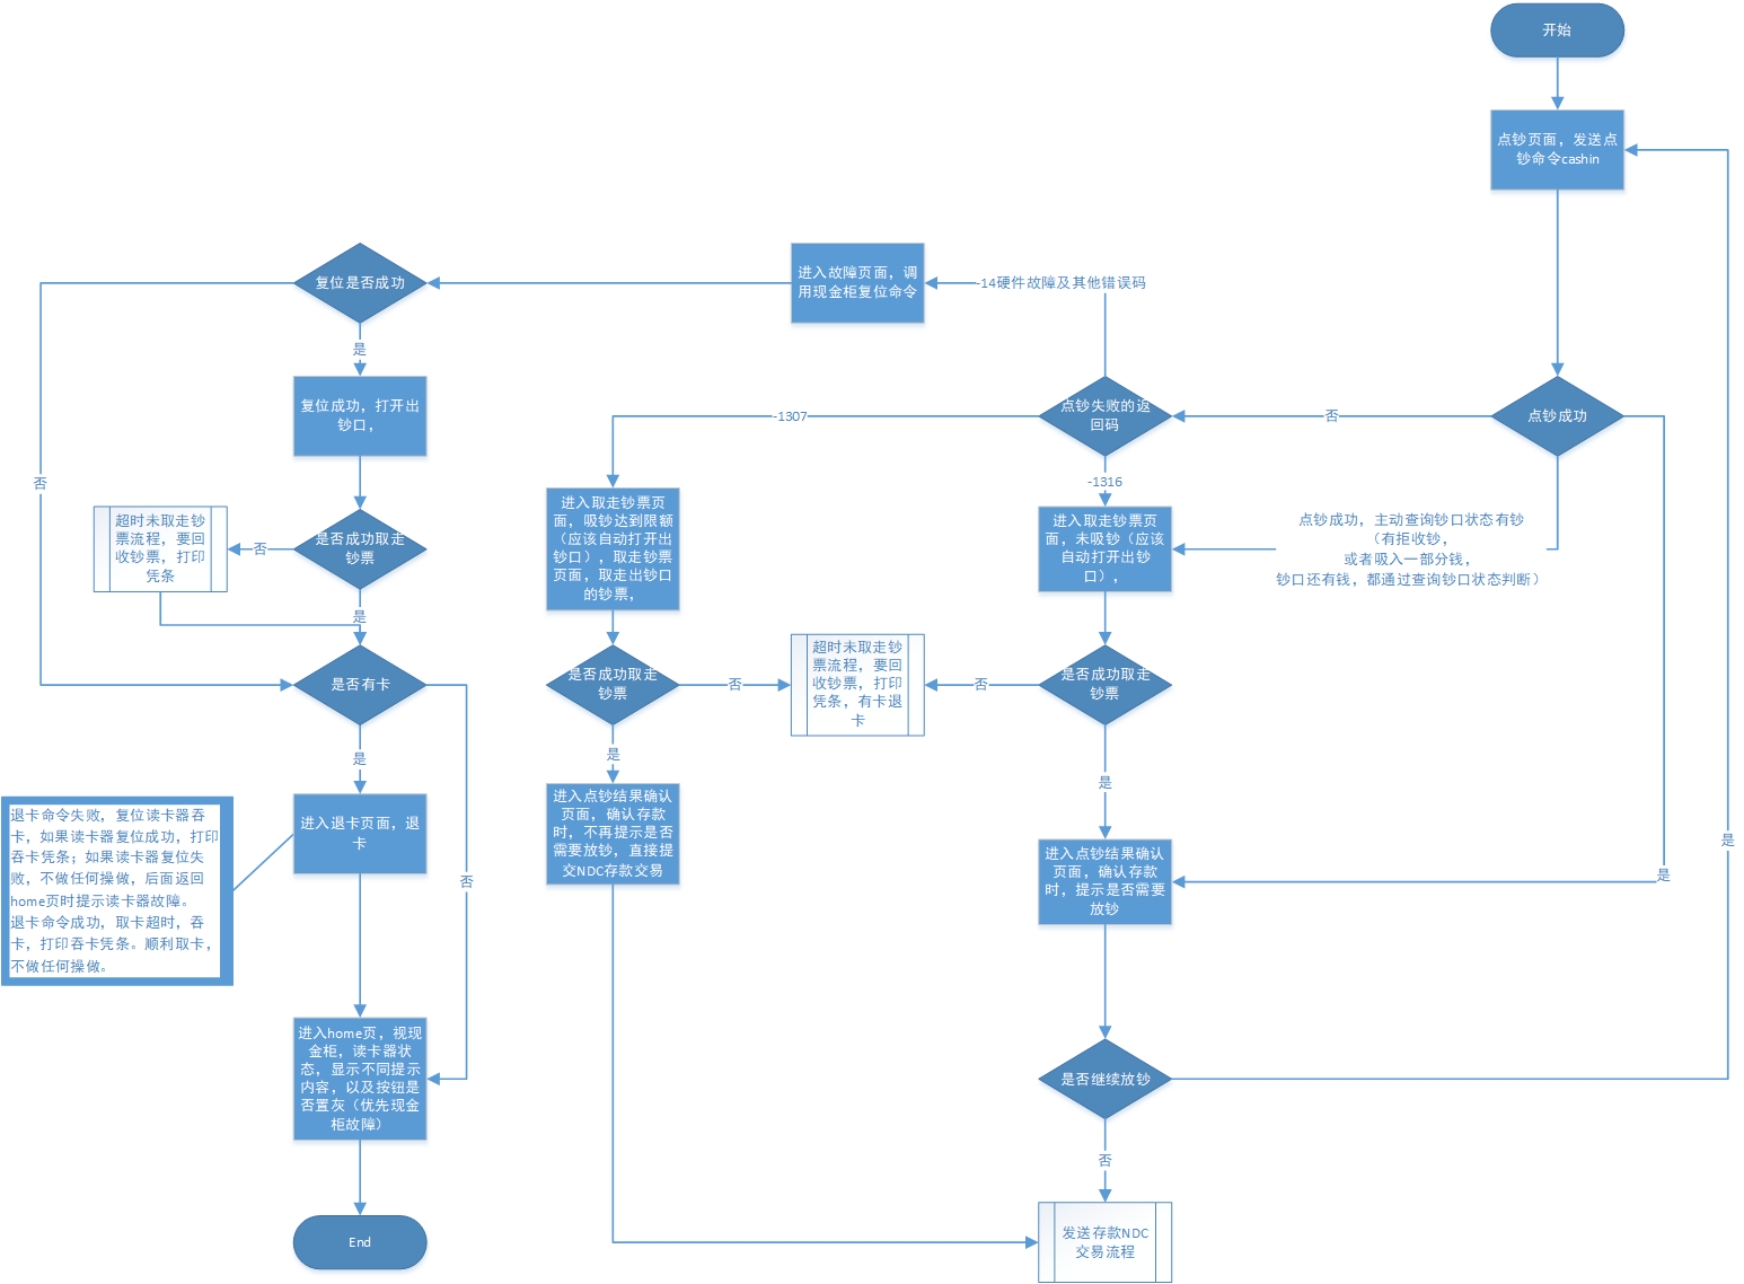 开始
点钞页面，发送点
钞命令cashin
点钞成功
否
是
点钞成功，主动查询钞口状态有钞
（有拒收钞，
或者吸入一部分钱，
钞口还有钱，都通过查询钞口状态判断）
点钞失败的返
回码
-14硬件故障及其他错误码
-1307
-1316
进入故障页面，调
用现金柜复位命令
复位是否成功
是
否
复位成功，打开出
钞口，
是否成功取走
钞票
否
是
超时未取走钞
票流程，要回
收钞票，打印
凭条
是否有卡
是
否
进入退卡页面，退
卡
退卡命令失败，复位读卡器吞
卡，如果读卡器复位成功，打印
吞卡凭条；如果读卡器复位失
败，不做任何操做，后面返回
home页时提示读卡器故障。
退卡命令成功，取卡超时，吞
卡，打印吞卡凭条。顺利取卡，
不做任何操做。
进入home页，视现
金柜，读卡器状
态，显示不同提示
内容，以及按钮是
否置灰（优先现金
柜故障）
End
进入取走钞票页
面，吸钞达到限额
（应该自动打开出
钞口），取走钞票
页面，取走出钞口
的钞票，
是否成功取走
钞票
否
是
进入点钞结果确认
页面，确认存款
时，不再提示是否
需要放钞，直接提
交NDC存款交易
超时未取走钞
票流程，要回
收钞票，打印
凭条，有卡退
卡
进入取走钞票页
面，未吸钞（应该
自动打开出钞
口），
是否成功取走
钞票
否
是
进入点钞结果确认
页面，确认存款
时，提示是否需要
放钞
是否继续放钞
是
否
发送存款NDC
交易流程